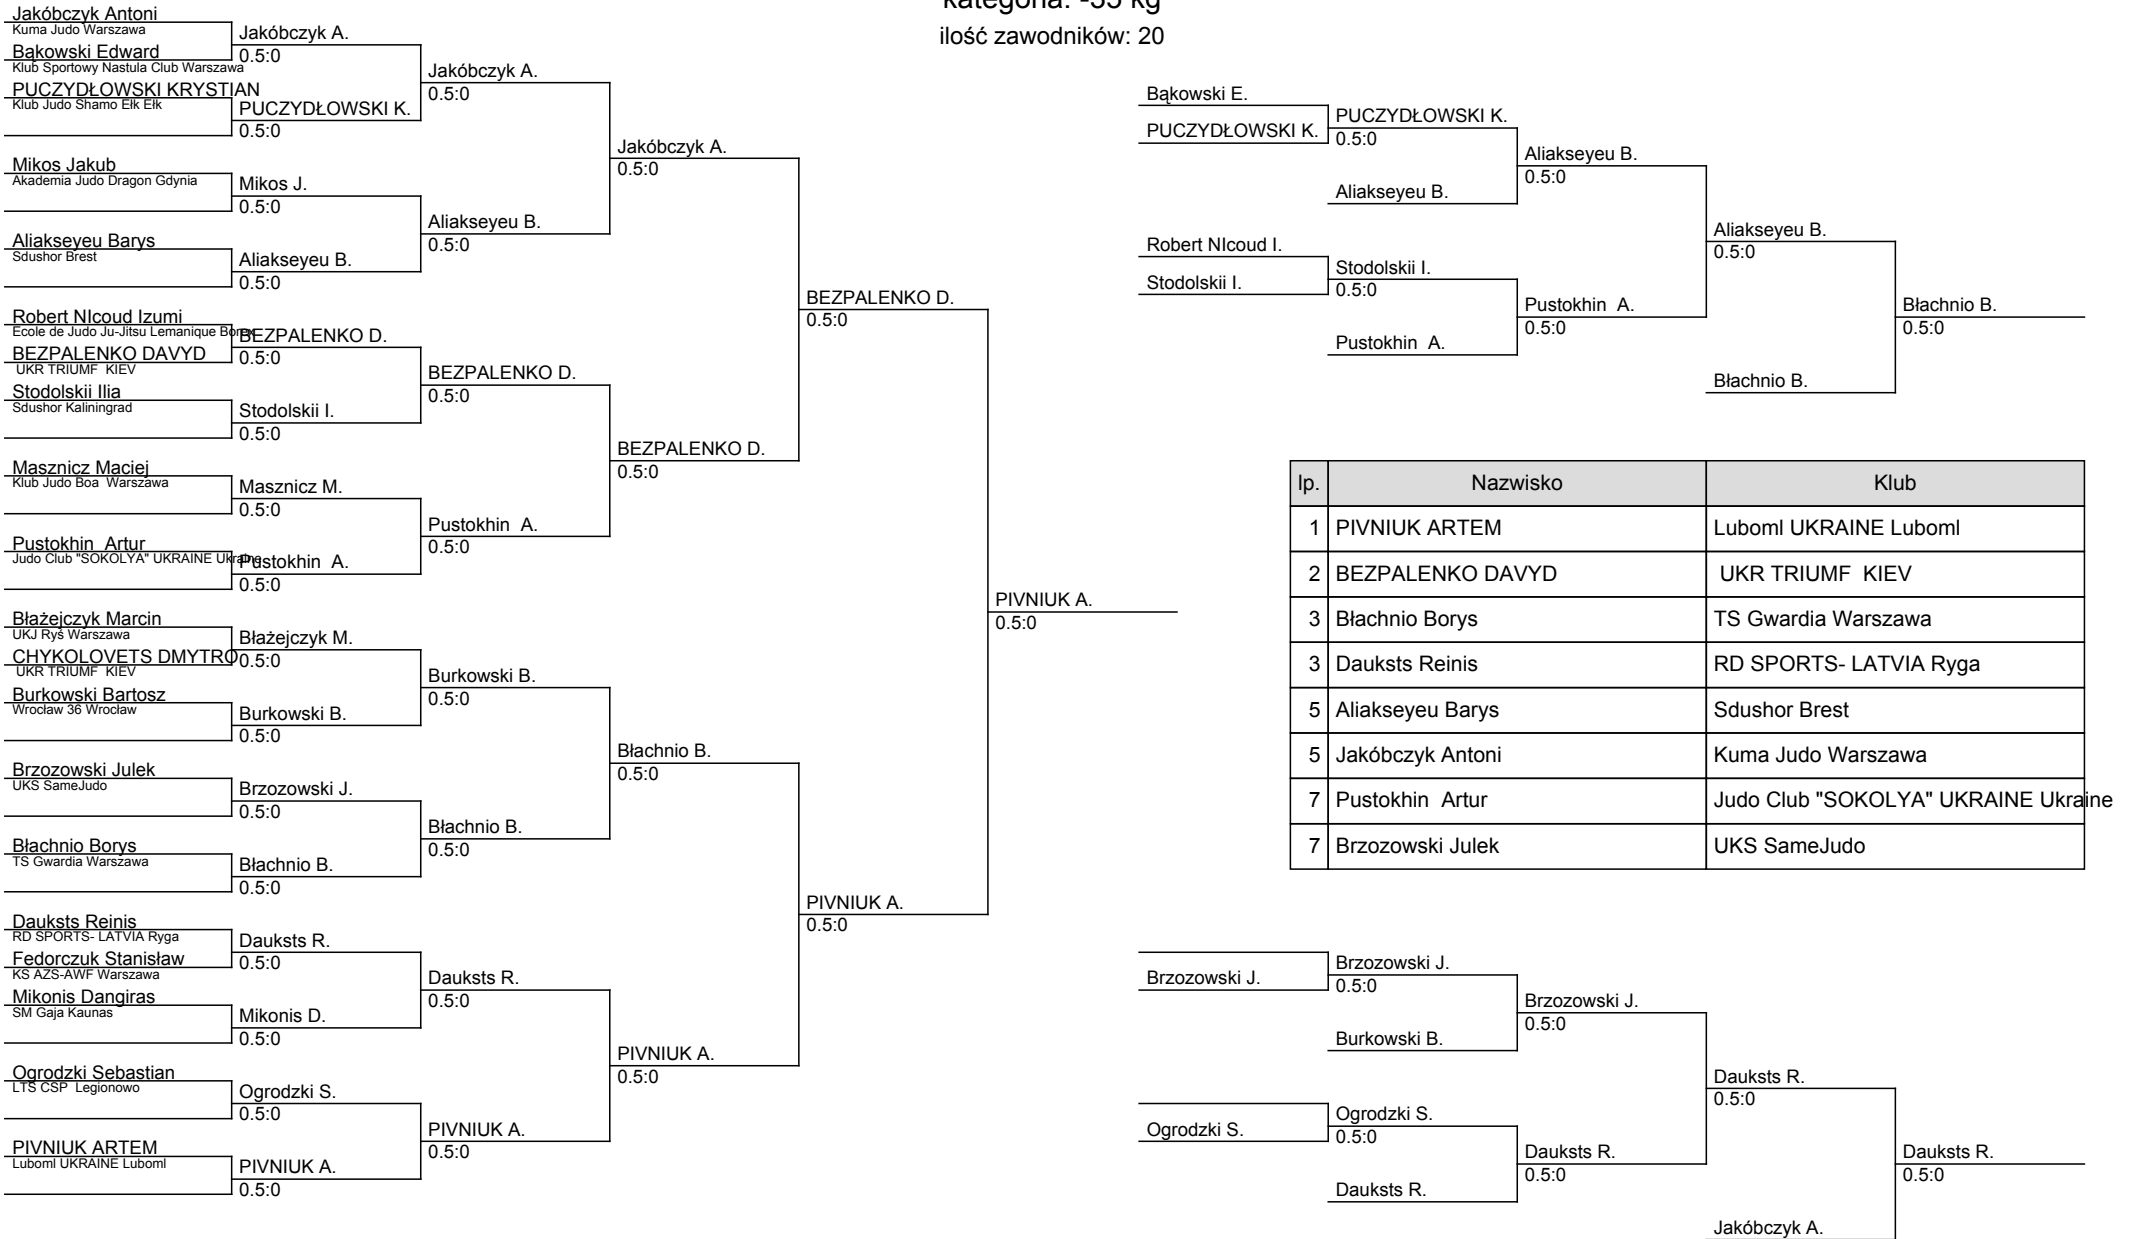 kategoria: -55 kg
ilość zawodników: 20
Jakóbczyk Antoni
Kuma Judo Warszawa
Bąkowski Edward
Klub Sportowy Nastula Club Warszawa
PUCZYDŁOWSKI KRYSTIAN
Klub Judo Shamo Ełk Ełk
Mikos Jakub
Akademia Judo Dragon Gdynia
Aliakseyeu Barys
Sdushor Brest
Robert NIcoud Izumi
Ecole de Judo Ju-Jitsu Lemanique
BEZPALENKO DAVYD
UKR TRIUMF KIEV
Stodolskii Ilia
Sdushor Kaliningrad
Masznicz Maciej
Klub Judo Boa Warszawa
Pustokhin Artur
Judo Club "SOKOLYA" UKRAINE Ukraine
Błażejczyk Marcin
UKJ Ryś Warszawa
CHYKOLOVETS DMYTRO
UKR TRIUMF KIEV
Burkowski Bartosz
Wrocław 36 Wrocław
Brzozowski Julek
UKS SameJudo
Błachnio Borys
TS Gwardia Warszawa
Dauksts Reinis
RD SPORTS- LATVIA Ryga
Fedorczuk Stanisław
KS AZS-AWF Warszawa
Mikonis Dangiras
SM Gaja Kaunas
Ogrodzki Sebastian
LTS CSP Legionowo
PIVNIUK ARTEM
Luboml UKRAINE Luboml
Jakóbczyk A.
0.5:0
PUCZYDŁOWSKI K.
0.5:0
Mikos J.
0.5:0
Aliakseyeu B.
0.5:0
BEZPALENKO D.
0.5:0
Stodolskii I.
0.5:0
Masznicz M.
0.5:0
Pustokhin A.
0.5:0
Błażejczyk M.
0.5:0
Burkowski B.
0.5:0
Brzozowski J.
0.5:0
Błachnio B.
0.5:0
Dauksts R.
0.5:0
Mikonis D.
0.5:0
Ogrodzki S.
0.5:0
PIVNIUK A.
0.5:0
Jakóbczyk A.
0.5:0
Aliakseyeu B.
0.5:0
BEZPALENKO D.
0.5:0
Pustokhin A.
0.5:0
Burkowski B.
0.5:0
Błachnio B.
0.5:0
Dauksts R.
0.5:0
PIVNIUK A.
0.5:0
Jakóbczyk A.
0.5:0
BEZPALENKO D.
0.5:0
Błachnio B.
0.5:0
PIVNIUK A.
0.5:0
BEZPALENKO D.
0.5:0
PIVNIUK A.
0.5:0
PIVNIUK A.
0.5:0
Bąkowski E.
PUCZYDŁOWSKI K.
Robert NIcoud I.
Stodolskii I.
PUCZYDŁOWSKI K.
0.5:0
Aliakseyeu B.
Stodolskii I.
0.5:0
Pustokhin A.
Aliakseyeu B.
0.5:0
Pustokhin A.
0.5:0
Aliakseyeu B.
0.5:0
Błachnio B.
Błachnio B.
0.5:0
lp. Nazwisko Klub
1 PIVNIUK ARTEM Luboml UKRAINE Luboml
2 BEZPALENKO DAVYD UKR TRIUMF KIEV
3 Błachnio Borys TS Gwardia Warszawa
3 Dauksts Reinis RD SPORTS- LATVIA Ryga
5 Aliakseyeu Barys Sdushor Brest
5 Jakóbczyk Antoni Kuma Judo Warszawa
7 Pustokhin Artur Judo Club "SOKOLYA" UKRAINE Ukraine
7 Brzozowski Julek UKS SameJudo
Brzozowski J.
Ogrodzki S.
Brzozowski J.
0.5:0
Burkowski B.
Ogrodzki S.
0.5:0
Dauksts R.
Brzozowski J.
0.5:0
Dauksts R.
0.5:0
Dauksts R.
0.5:0
Jakóbczyk A.
Dauksts R.
0.5:0